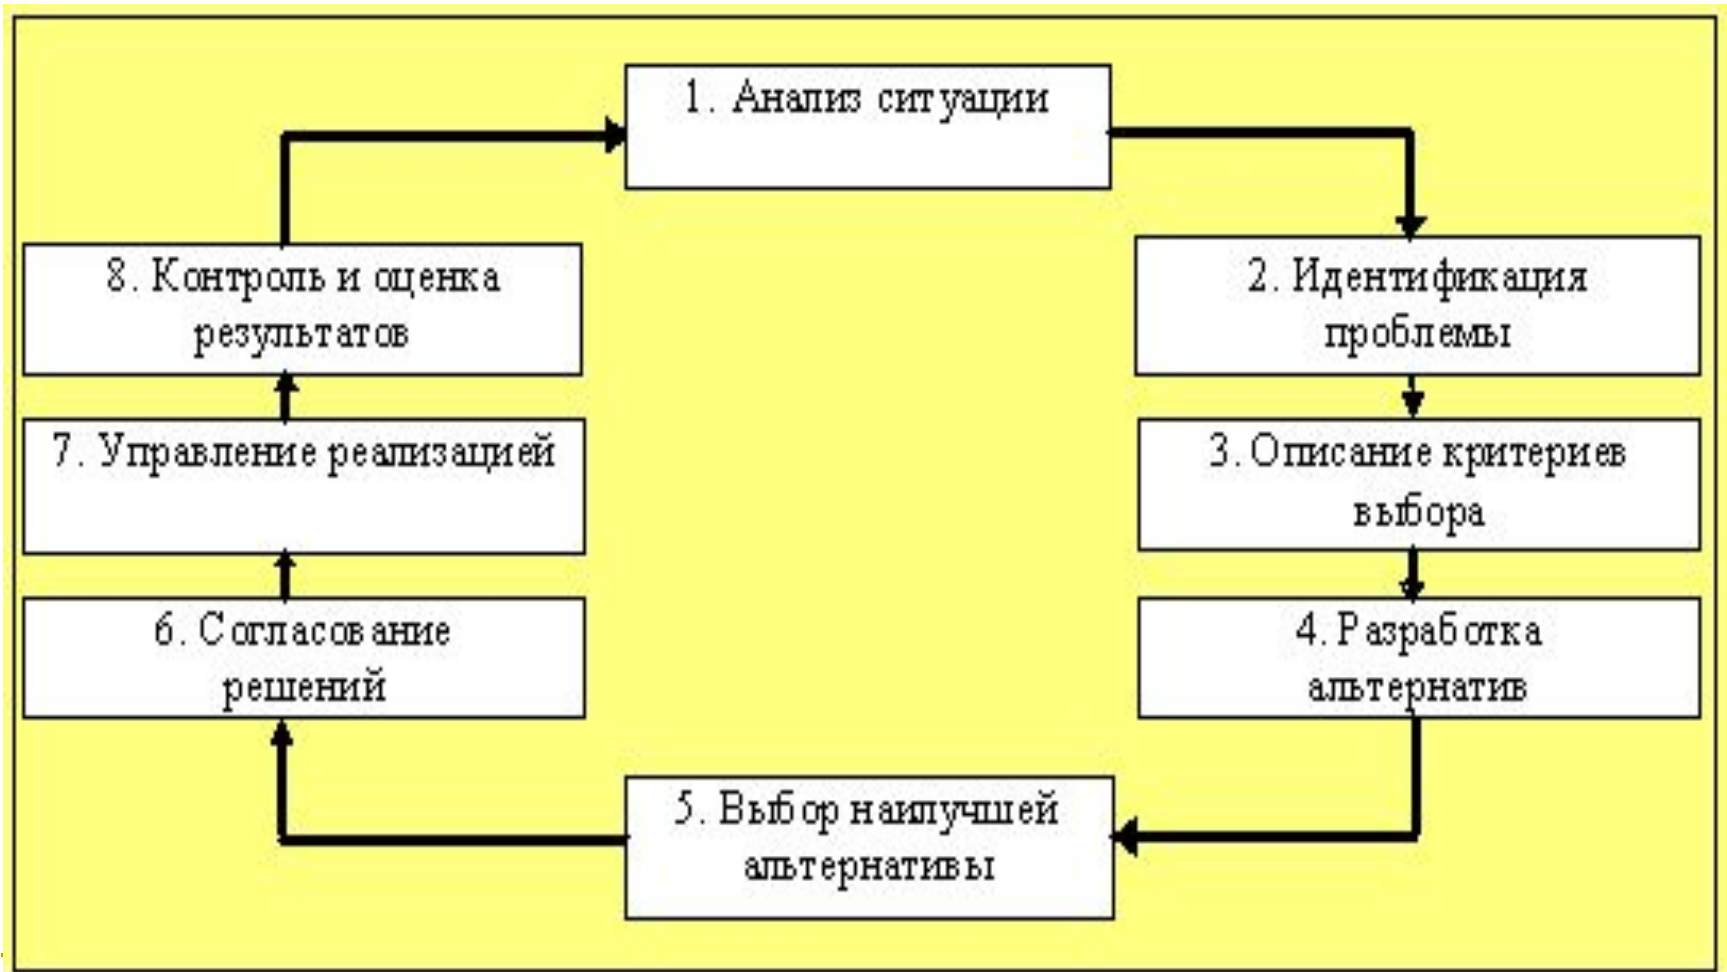 1. Анализ ситуации
2. Идентификация
проблемы
3. Описание критериев
выбора
4. Разработка
альтернатив
5. Выбор наилучшей
альтернативы
6. Согласование
решений
7. Управление реализацией
8. Контроль и оценка
результатов